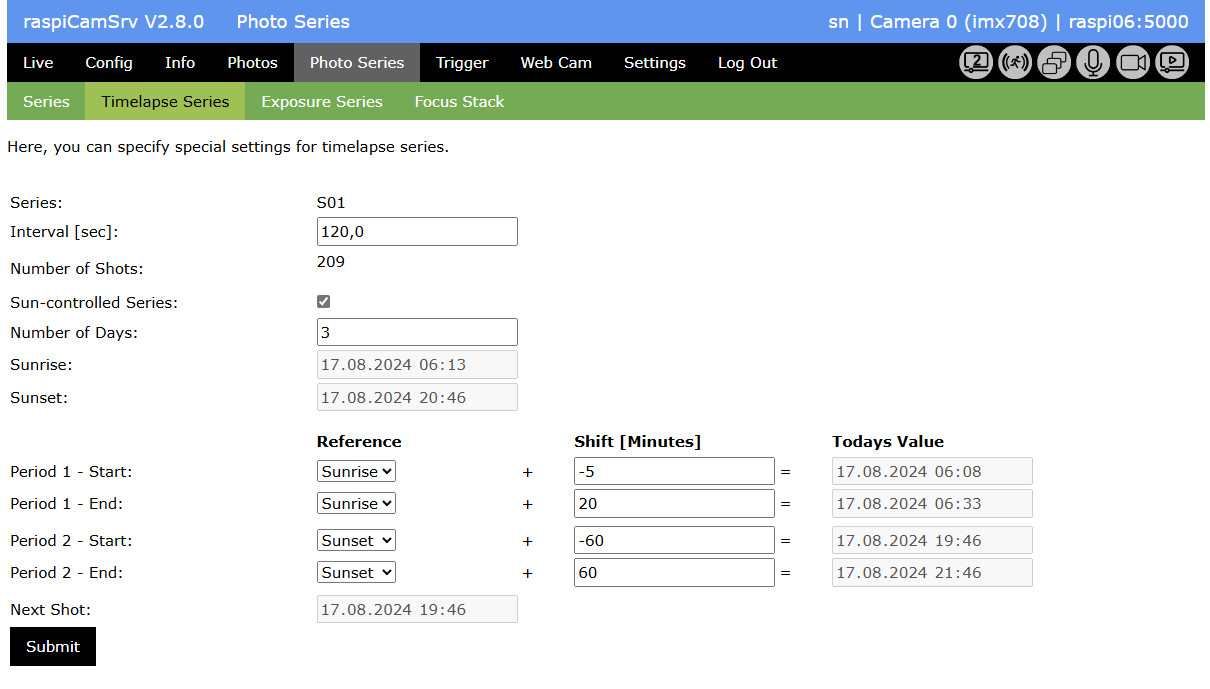 raspiCamSrv V2.8.0 Photo Series sn | Camera 0 (imx708) | raspi06:5000
Live Config Info Photos Photo Series Trigger Web Cam Settings Log Out 2
Series Timelapse Series Exposure Series Focus Stack
Here, you can specify special settings for timelapse series.
Series: S01
Interval [sec]: 120,0
Number of Shots: 209
Sun-controlled Series:
Number of Days: 3
Sunrise: 17.08.2024 06:13
Sunset: 17.08.2024 20:46
Reference Shift [Minutes] Todays Value
Period 1 - Start: Sunrise + -5 = 17.08.2024 06:08
Period 1 - End: Sunrise + 20 = 17.08.2024 06:33
Period 2 - Start: Sunset + -60 = 17.08.2024 19:46
Period 2 - End: Sunset + 60 = 17.08.2024 21:46
Next Shot: 17.08.2024 19:46
Submit